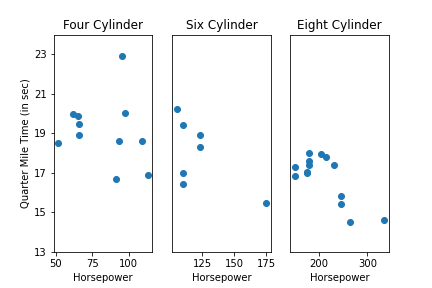 Four Cylinder
Six Cylinder
Eight Cylinder
Quarter Mile Time (in sec)
23
21
19
17
15
13
50 75 100
125 150 175
200 300
Horsepower
Horsepower
Horsepower